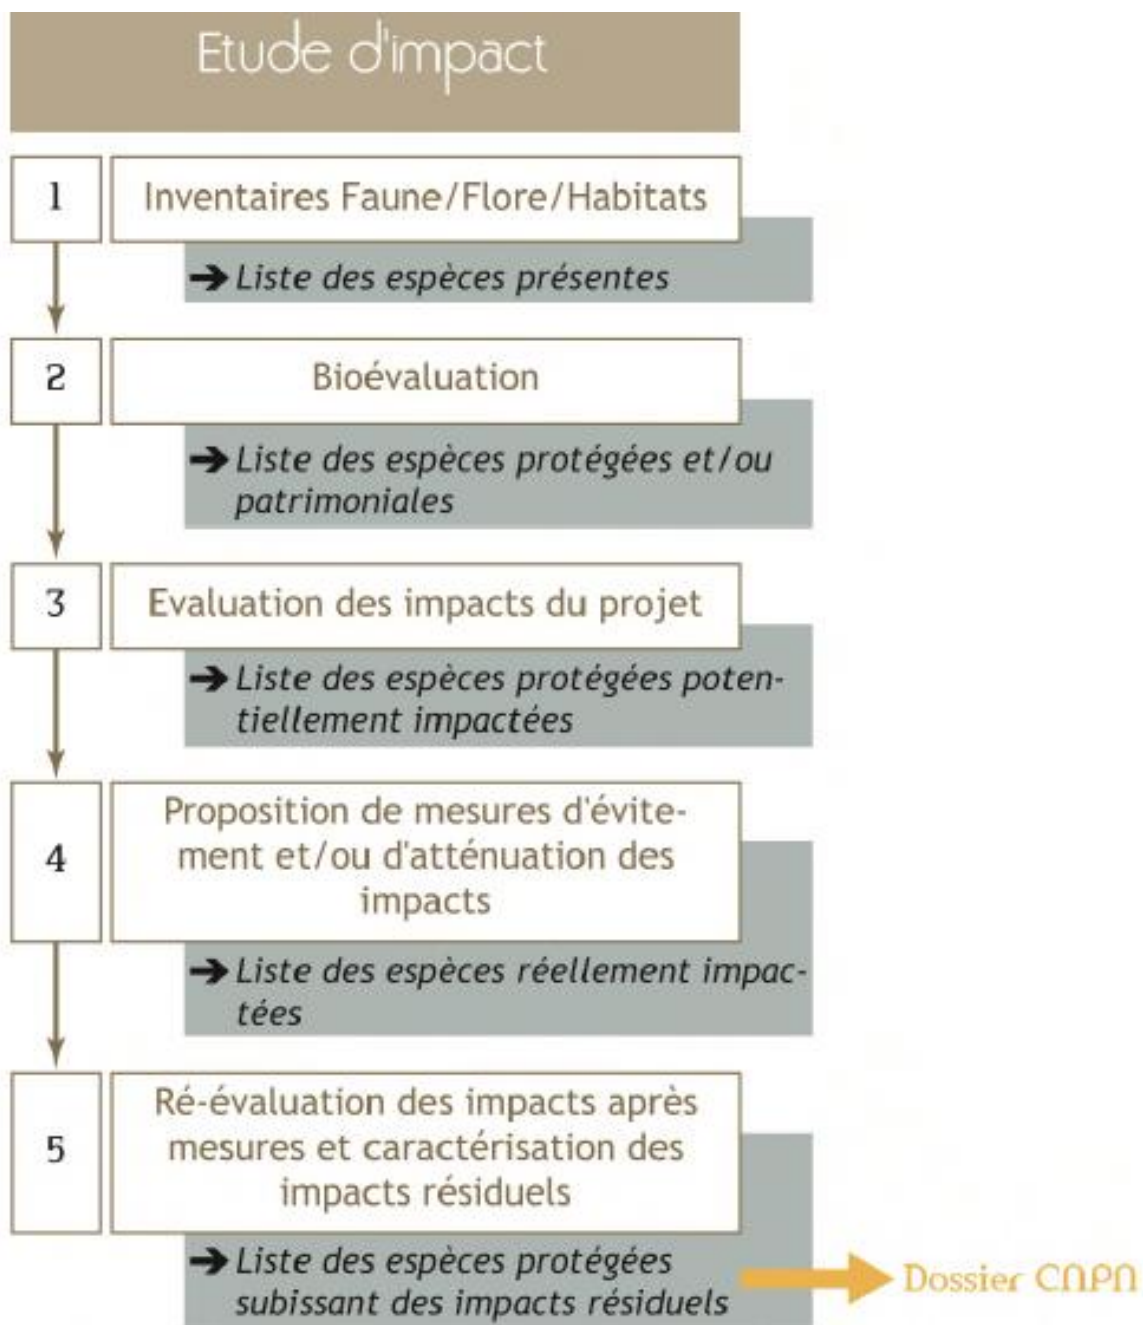 Etude d'impact
1
Inventaires Faune/Flore/Habitats
➔ Liste des espèces présentes
2
Bioévaluation
➔ Liste des espèces protégées et/ou
patrimoniales
3
Evaluation des impacts du projet
➔ Liste des espèces protégées poten-
tiellement impactées
4
Proposition de mesures d'évite-
ment et/ou d'atténuation des
impacts
➔ Liste des espèces réellement impac-
tées
5
Ré-évaluation des impacts après
mesures et caractérisation des
impacts résiduels
➔ Liste des espèces protégées
subissant des impacts résiduels
Dossier CNPN